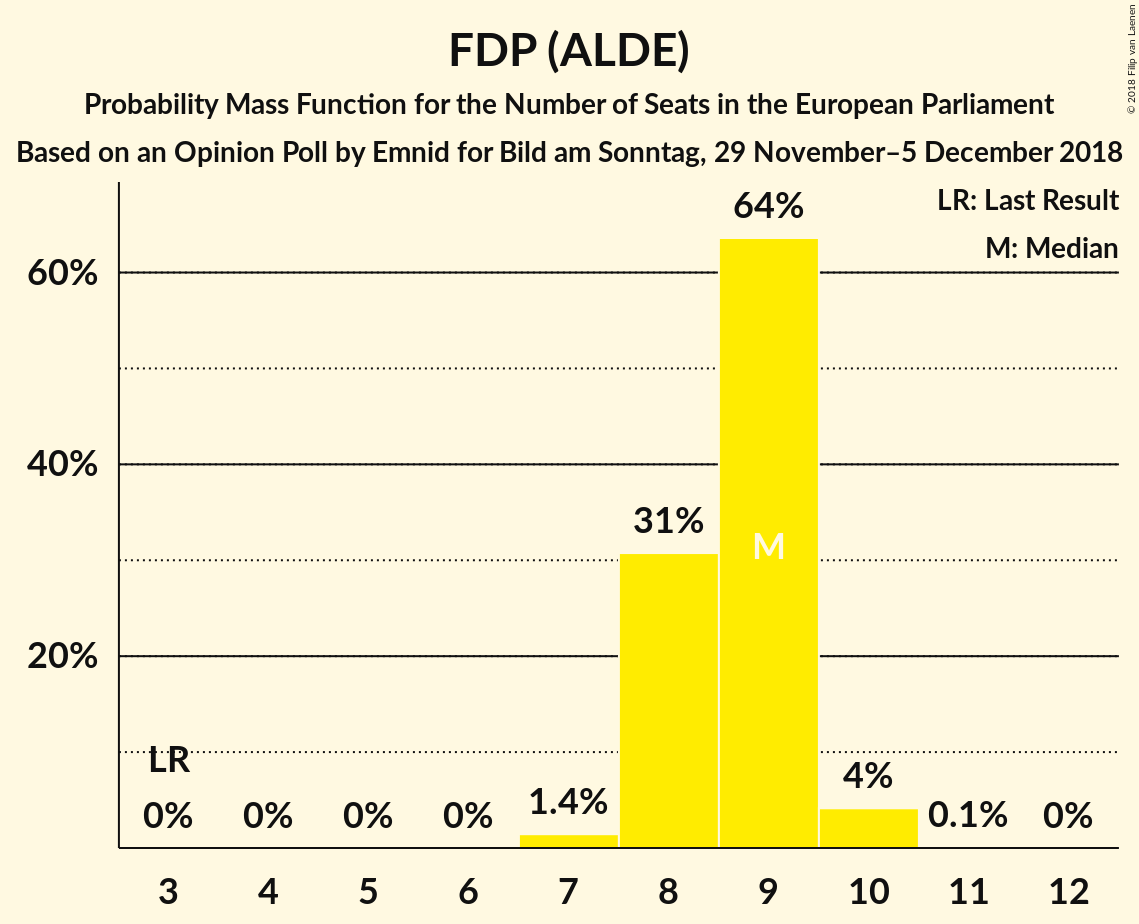 FDP (ALDE)
Probability Mass Function for the Number of Seats in the European Parliament
Based on an Opinion Poll by Emnid for Bild am Sonntag, 29 November–5 December 2018
© 2018 Filip van Laenen
LR: Last Result
M: Median
64%
60%
40%
31%
M
20%
LR
0% 0% 0% 0% 1.4% 4% 0.1% 0%
3 4 5 6 7 8 9 10 11 12